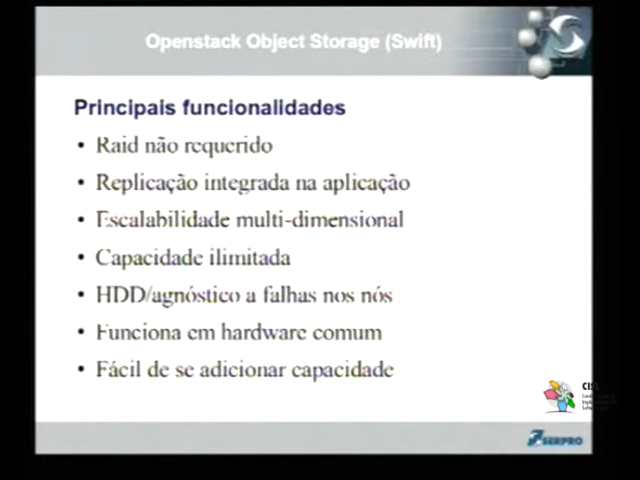 Openstack Object Storage (Swift)
Principais funcionalidades
• Raid não requerido
• Replicação integrada na aplicação
• Escalabilidade multi-dimensional
• Capacidade ilimitada
• HDD/agnóstico a falhas nos nós
• Funciona em hardware comum
• Fácil de se adicionar capacidade
SERPRO